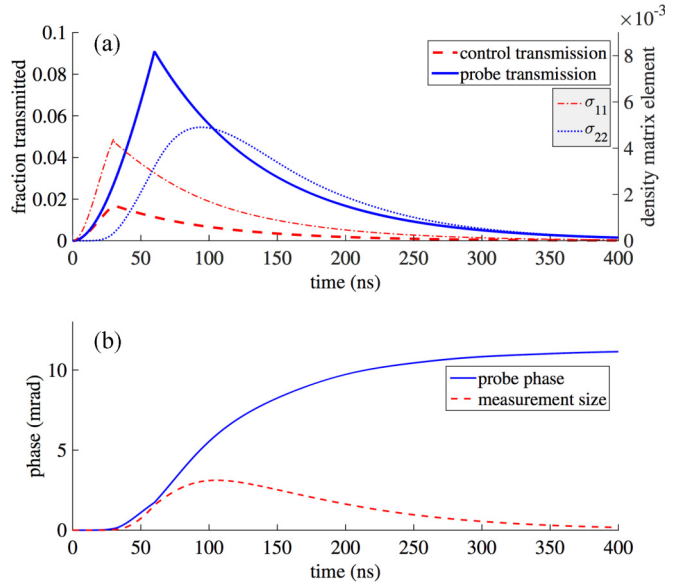 ×10⁻³
(a)
control transmission
probe transmission
σ₁₁
σ₂₂
fraction transmitted
0.1
0.08
0.06
0.04
0.02
0
8
6
4
2
0
density matrix element
0 50 100 150 200 250 300 350 400
time (ns)
(b)
probe phase
measurement size
phase (mrad)
10
5
0
0 50 100 150 200 250 300 350 400
time (ns)